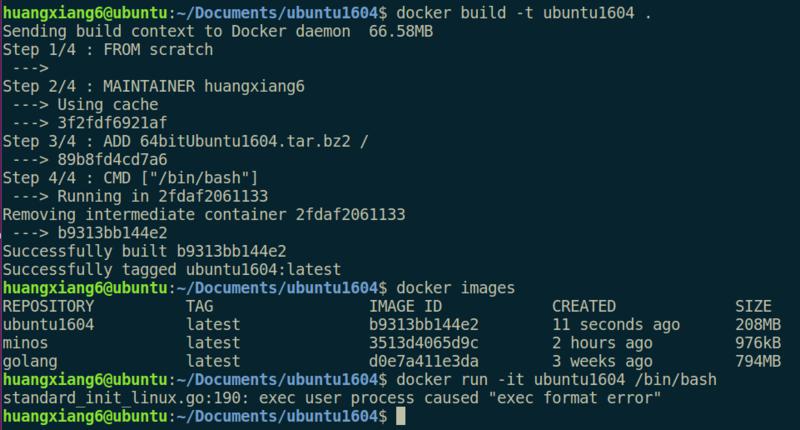 huangxiang6@ubuntu:~/Documents/ubuntu1604$ docker build -t ubuntu1604 .
Sending build context to Docker daemon  66.58MB
Step 1/4 : FROM scratch
 --->
Step 2/4 : MAINTAINER huangxiang6
 ---> Using cache
 ---> 3f2fdf6921af
Step 3/4 : ADD 64bitUbuntu1604.tar.bz2 /
 ---> 89b8fd4cd7a6
Step 4/4 : CMD ["/bin/bash"]
 ---> Running in 2fdaf2061133
Removing intermediate container 2fdaf2061133
 ---> b9313bb144e2
Successfully built b9313bb144e2
Successfully tagged ubuntu1604:latest
huangxiang6@ubuntu:~/Documents/ubuntu1604$ docker images
REPOSITORY          TAG                 IMAGE ID            CREATED             SIZE
ubuntu1604          latest              b9313bb144e2        11 seconds ago      208MB
minos               latest              3513d4065d9c        2 hours ago         976kB
golang              latest              d0e7a411e3da        3 weeks ago         794MB
huangxiang6@ubuntu:~/Documents/ubuntu1604$ docker run -it ubuntu1604 /bin/bash
standard_init_linux.go:190: exec user process caused "exec format error"
huangxiang6@ubuntu:~/Documents/ubuntu1604$